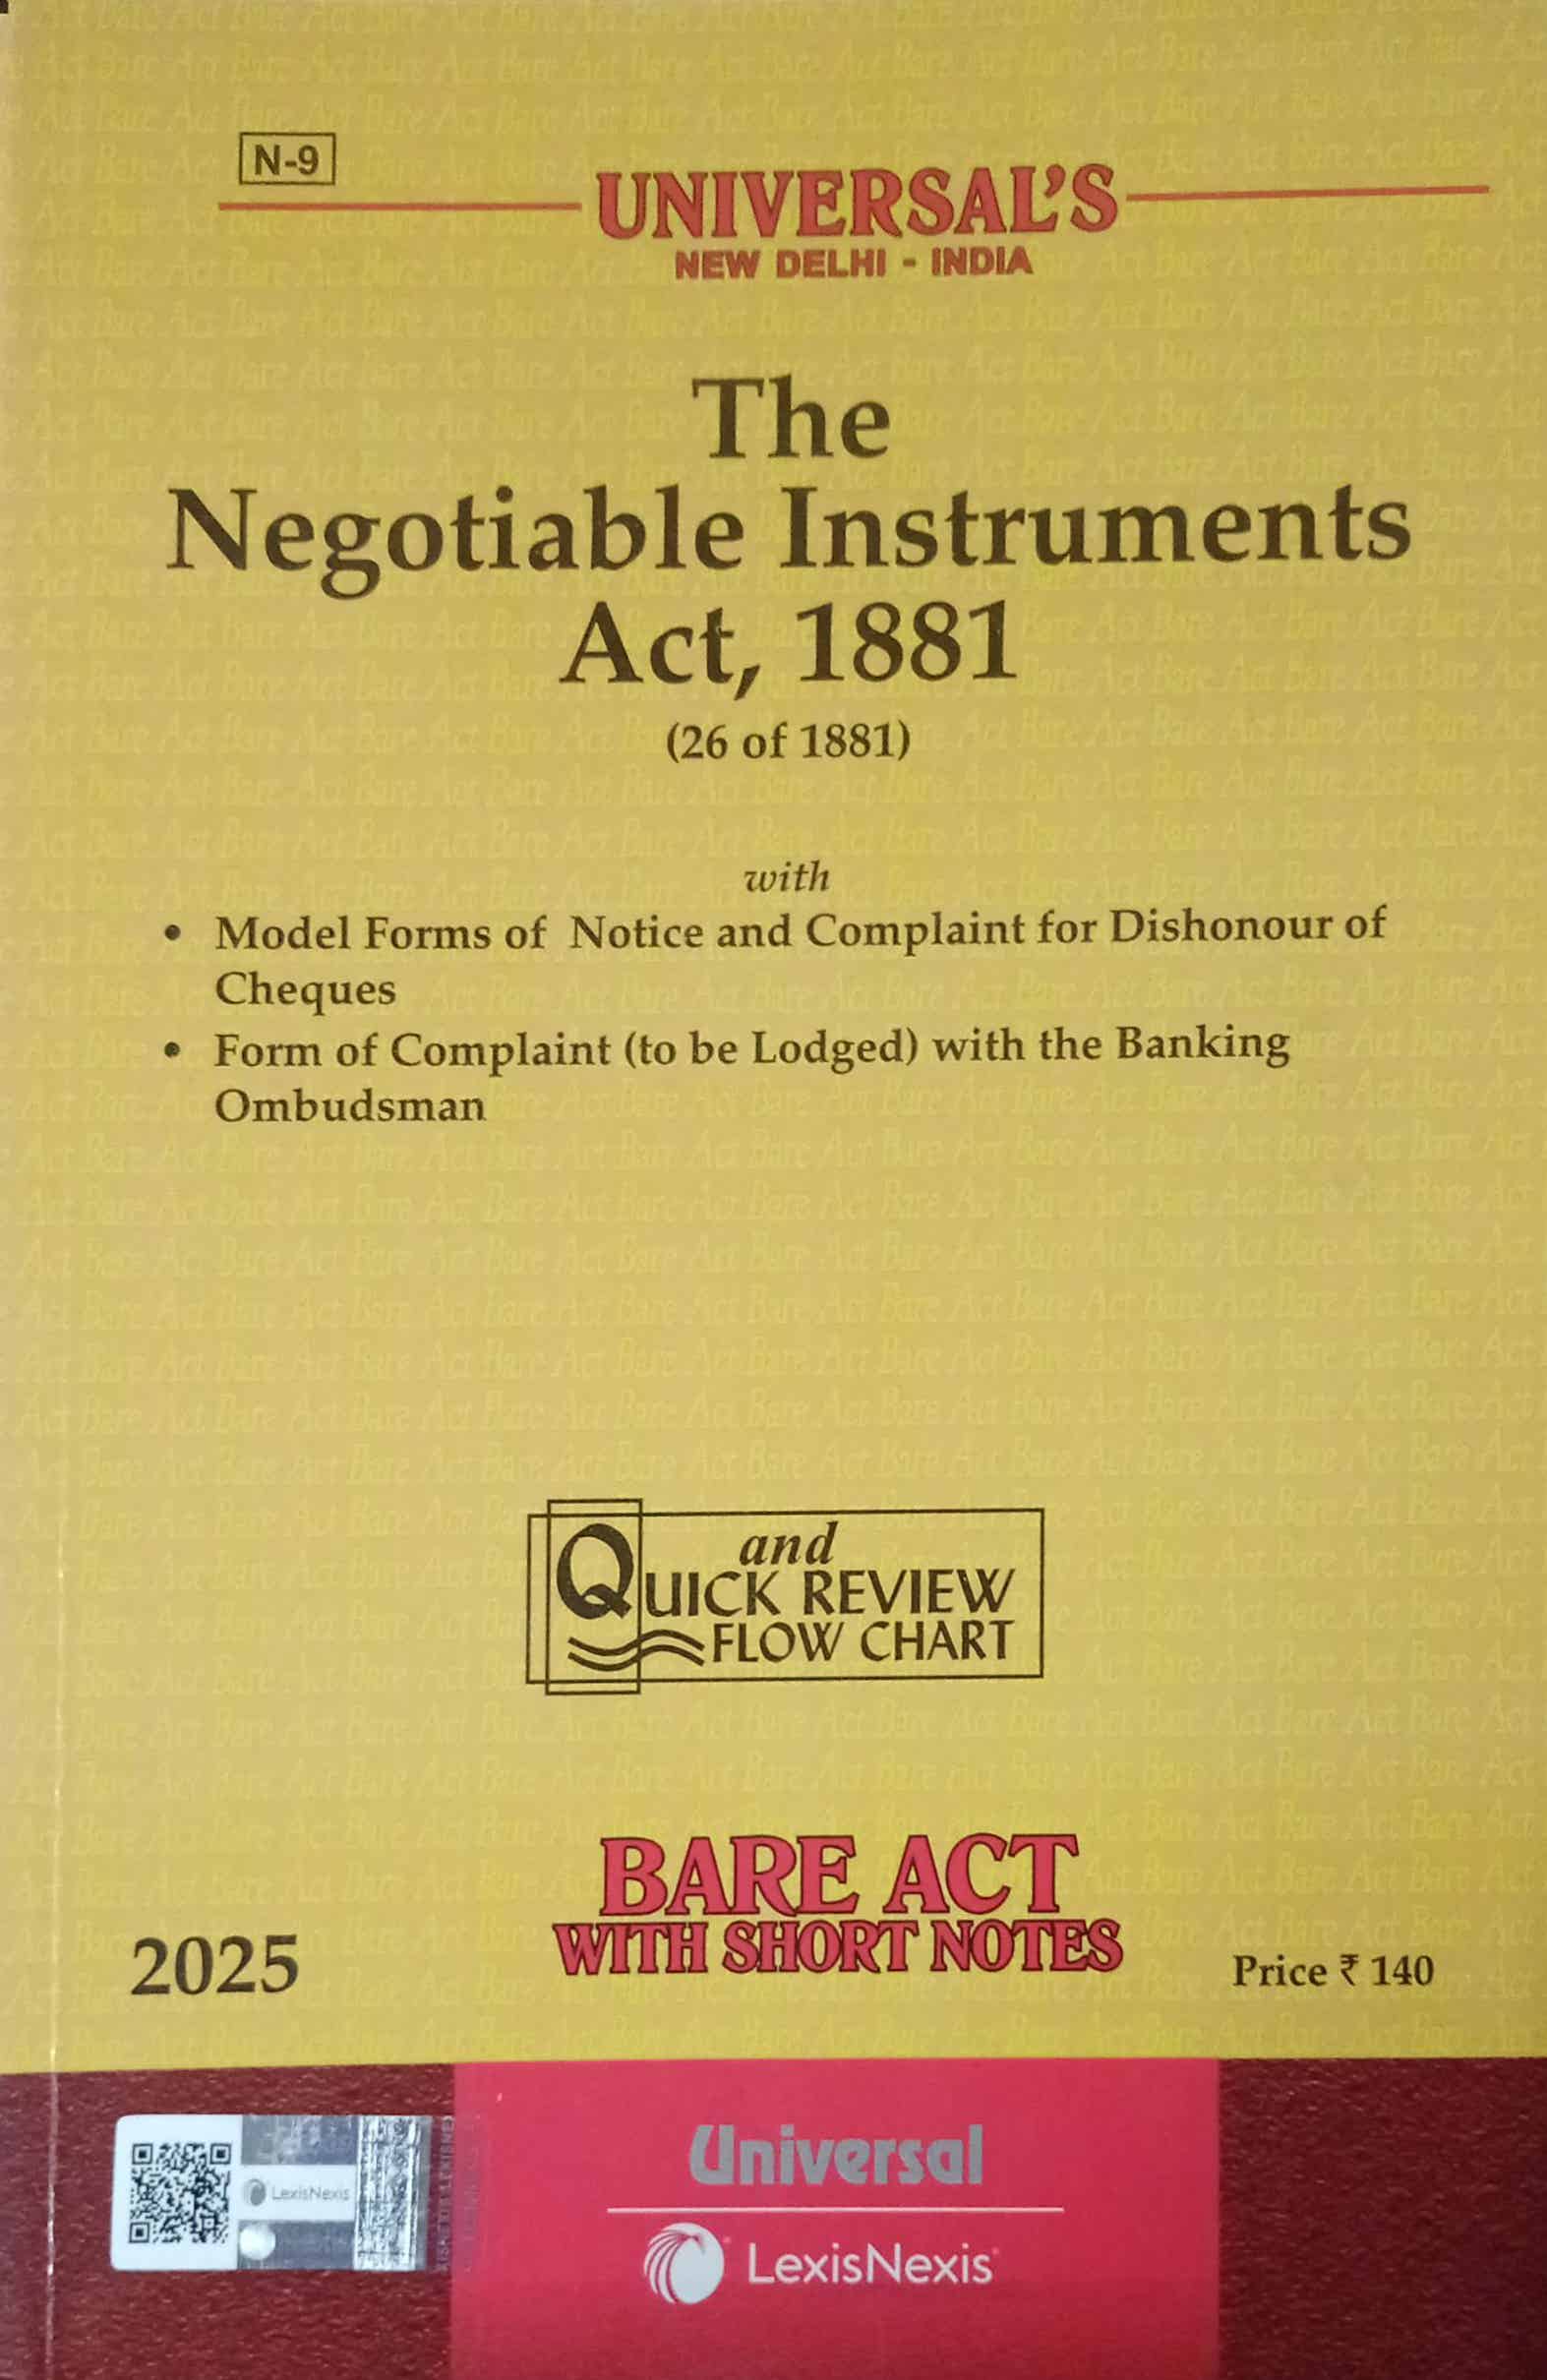 N-9
UNIVERSAL'S
NEW DELHI - INDIA
The
Negotiable Instruments
Act, 1881
(26 of 1881)
with
• Model Forms of Notice and Complaint for Dishonour of
Cheques
• Form of Complaint (to be Lodged) with the Banking
Ombudsman
and
QUICK REVIEW
FLOW CHART
BARE ACT
WITH SHORT NOTES
2025
Price ₹ 140
Universal
LexisNexis
LexisNexis